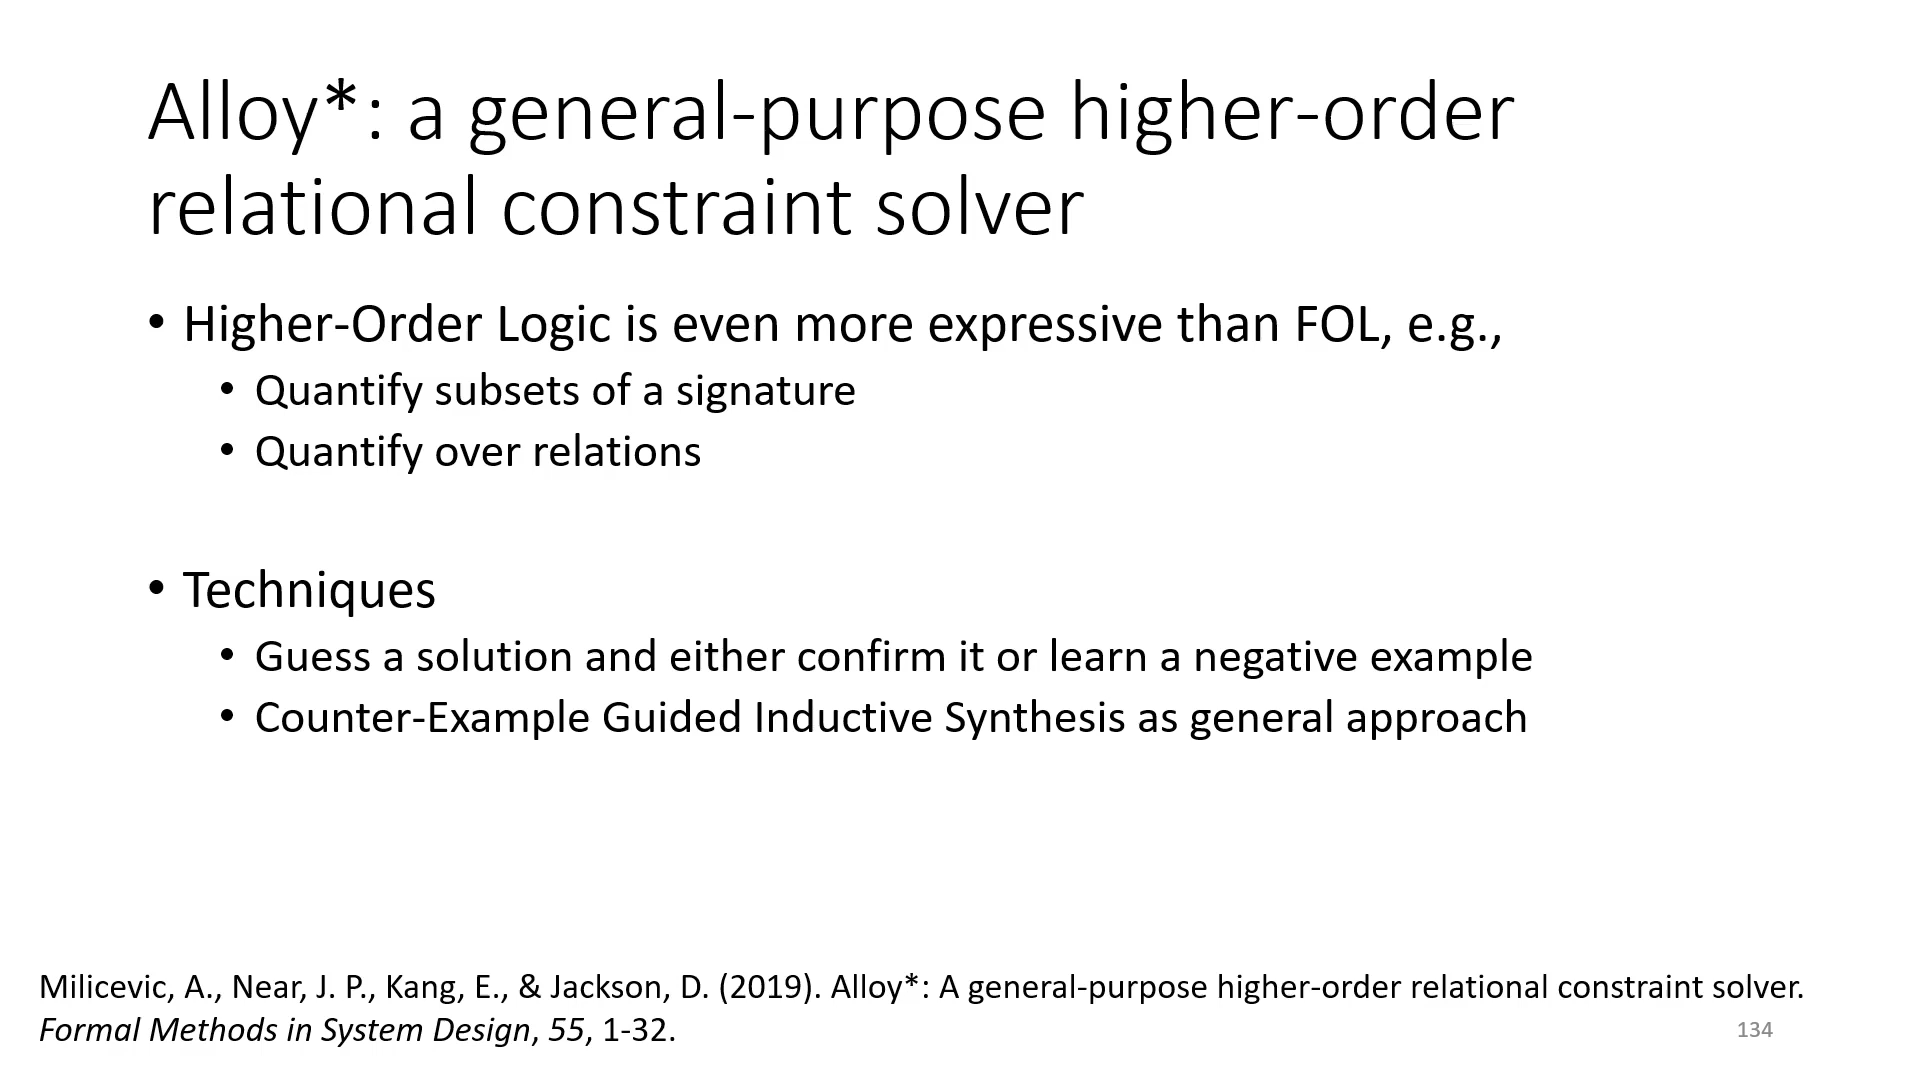 Alloy*: a general-purpose higher-order
relational constraint solver
• Higher-Order Logic is even more expressive than FOL, e.g.,
• Quantify subsets of a signature
• Quantify over relations
• Techniques
• Guess a solution and either confirm it or learn a negative example
• Counter-Example Guided Inductive Synthesis as general approach
Milicevic, A., Near, J. P., Kang, E., & Jackson, D. (2019). Alloy*: A general-purpose higher-order relational constraint solver.
Formal Methods in System Design, 55, 1-32.
134